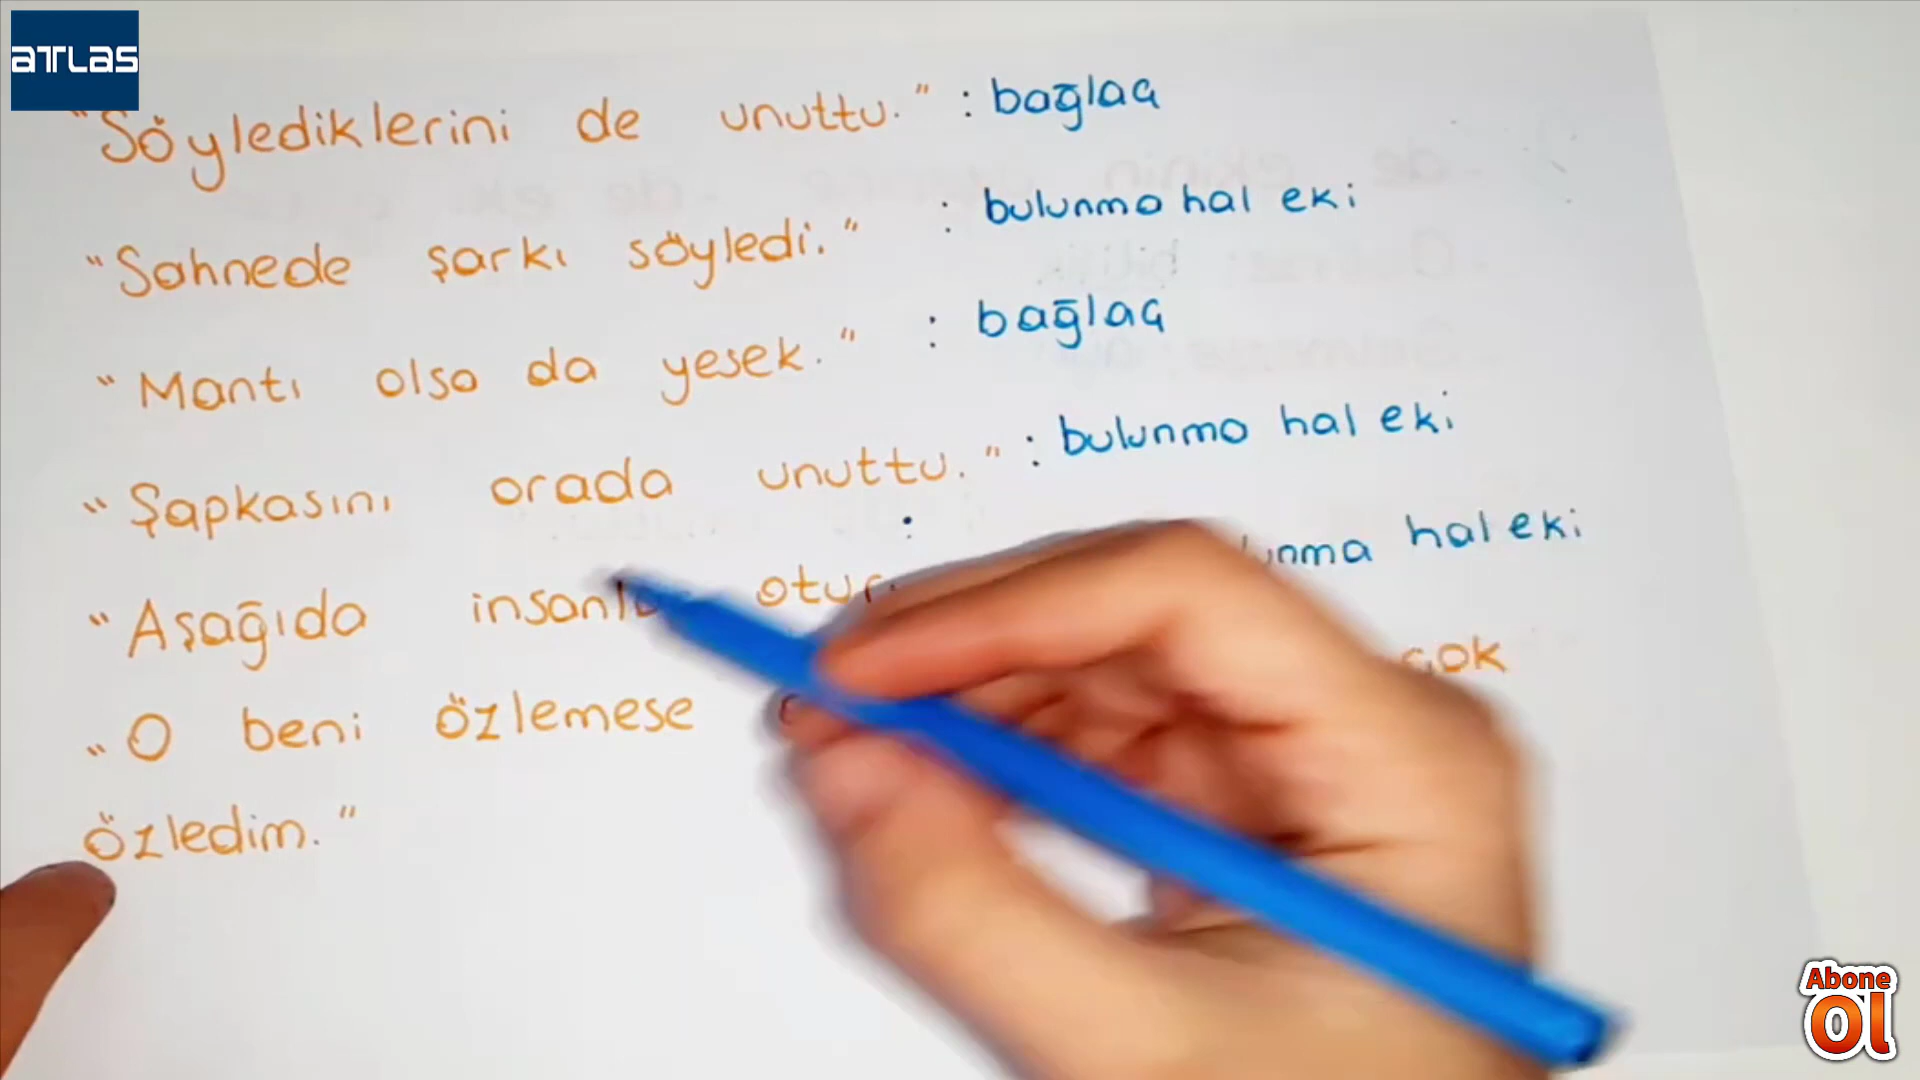 ATLAS
"Söylediklerini de unuttu." : bağlaç
"Sahnede şarkı söyledi." : bulunma hal eki
"Mantı olsa da yesek." : bağlaç
"Şapkasını orada unuttu." : bulunma hal eki
"Aşağıda : hal eki
"O beni özlemese çok
özledim."
Abone
Ol